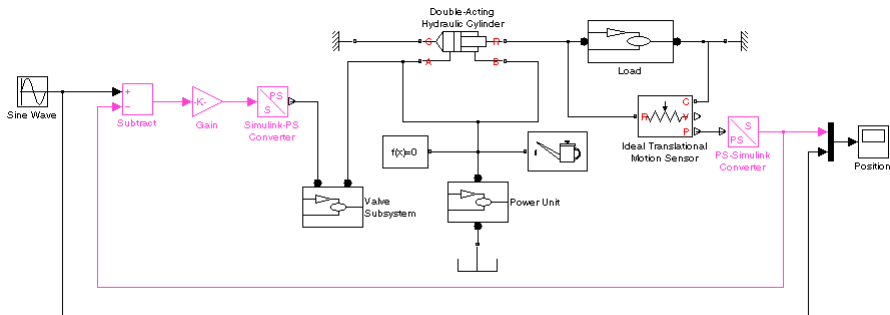 Double-Acting
Hydraulic Cylinder
C
R
A
B
Load
Sine Wave
+
−
Subtract
-K-
Gain
S PS
Simulink-PS
Converter
f(x)=0
C
R
V
P
Ideal Translational
Motion Sensor
PS S
PS-Simulink
Converter
Position
Valve
Subsystem
Power Unit